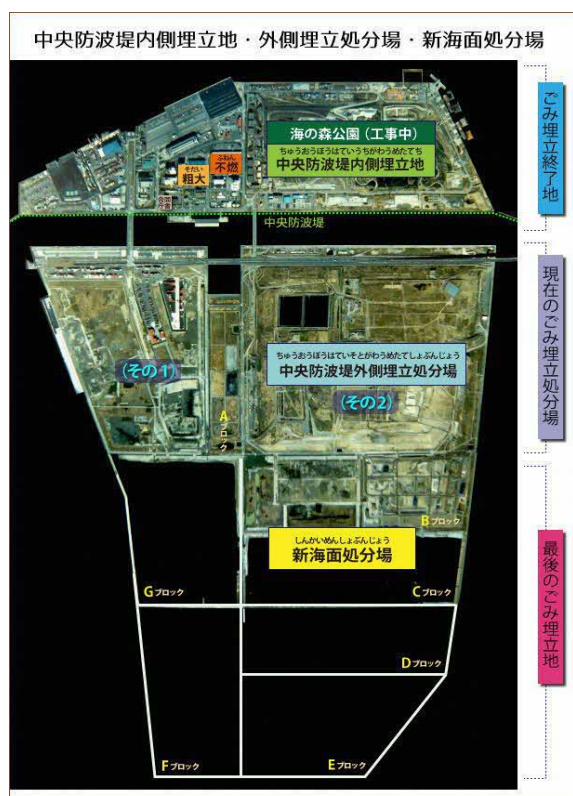 中央防波堤内側埋立地・外側埋立処分場・新海面処分場
ごみ埋立終了地
海の森公園（工事中）
ちゅうおうぼうはていうちがわうめたてち
中央防波堤内側埋立地
ふねん
不燃
そだい
粗大
中央防波堤
現在のごみ埋立処分場
(その1)
ちゅうおうぼうはていそとがわうめたてしょぶんじょう
中央防波堤外側埋立処分場
(その2)
Aブロック
Bブロック
最後のごみ埋立地
しんかいめんしょぶんじょう
新海面処分場
Gブロック
Cブロック
Dブロック
Fブロック
Eブロック